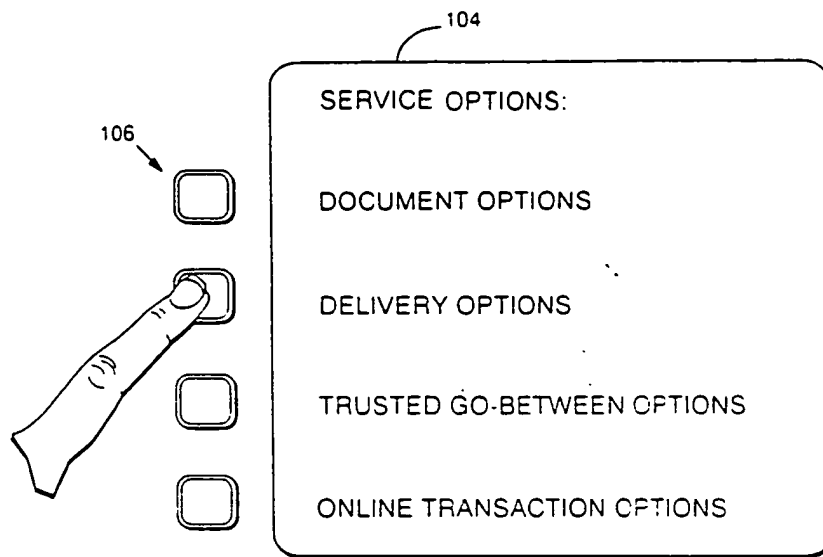 104
SERVICE OPTIONS:
106
DOCUMENT OPTIONS
DELIVERY OPTIONS
TRUSTED GO-BETWEEN OPTIONS
ONLINE TRANSACTION OPTIONS